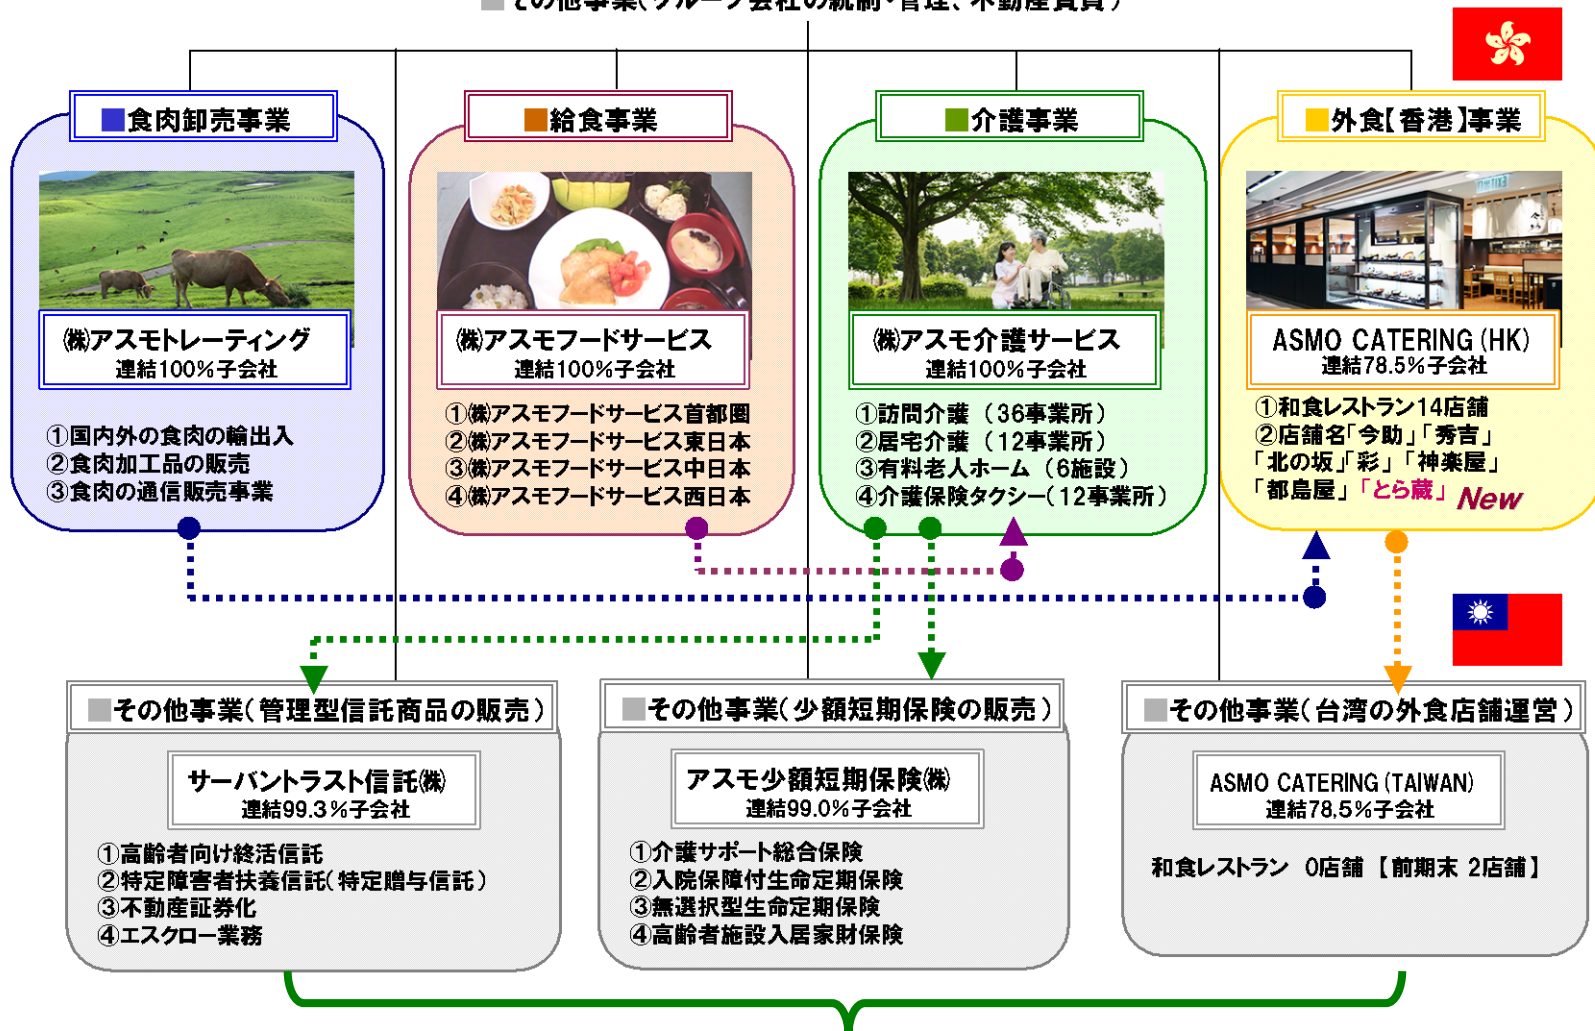 ■その他事業(グループ会社の統制・管理、不動産賃貸)
■食肉卸売事業
㈱アスモトレーディング
連結100%子会社
①国内外の食肉の輸出入
②食肉加工品の販売
③食肉の通信販売事業
■給食事業
㈱アスモフードサービス
連結100%子会社
①㈱アスモフードサービス首都圏
②㈱アスモフードサービス東日本
③㈱アスモフードサービス中日本
④㈱アスモフードサービス西日本
■介護事業
㈱アスモ介護サービス
連結100%子会社
①訪問介護 (36事業所)
②居宅介護 (12事業所)
③有料老人ホーム (6施設)
④介護保険タクシー(12事業所)
■外食【香港】事業
ASMO CATERING (HK)
連結78.5%子会社
①和食レストラン14店舗
②店舗名「今助」「秀吉」
「北の坂」「彩」「神楽屋」
「都島屋」「とら蔵」 New
■その他事業(管理型信託商品の販売)
サーバントラスト信託㈱
連結99.3%子会社
①高齢者向け終活信託
②特定障害者扶養信託(特定贈与信託)
③不動産証券化
④エスクロー業務
■その他事業(少額短期保険の販売)
アスモ少額短期保険㈱
連結99.0%子会社
①介護サポート総合保険
②入院保障付生命定期保険
③無選択型生命定期保険
④高齢者施設入居家財保険
■その他事業(台湾の外食店舗運営)
ASMO CATERING (TAIWAN)
連結78,5%子会社
和食レストラン 0店舗 【前期末 2店舗】